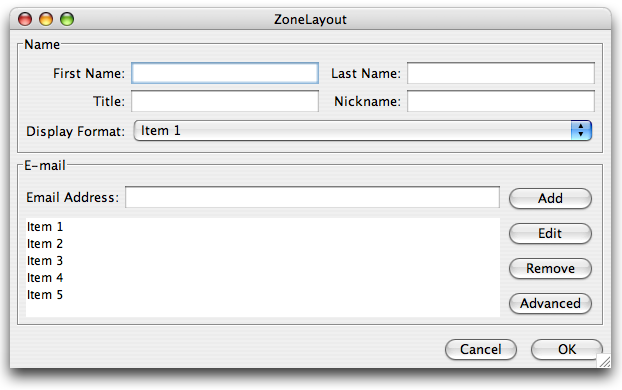 ZoneLayout
Name
First Name: Last Name:
Title: Nickname:
Display Format: Item 1
E-mail
Email Address: Add
Item 1
Item 2
Item 3
Item 4
Item 5
Edit
Remove
Advanced
Cancel OK